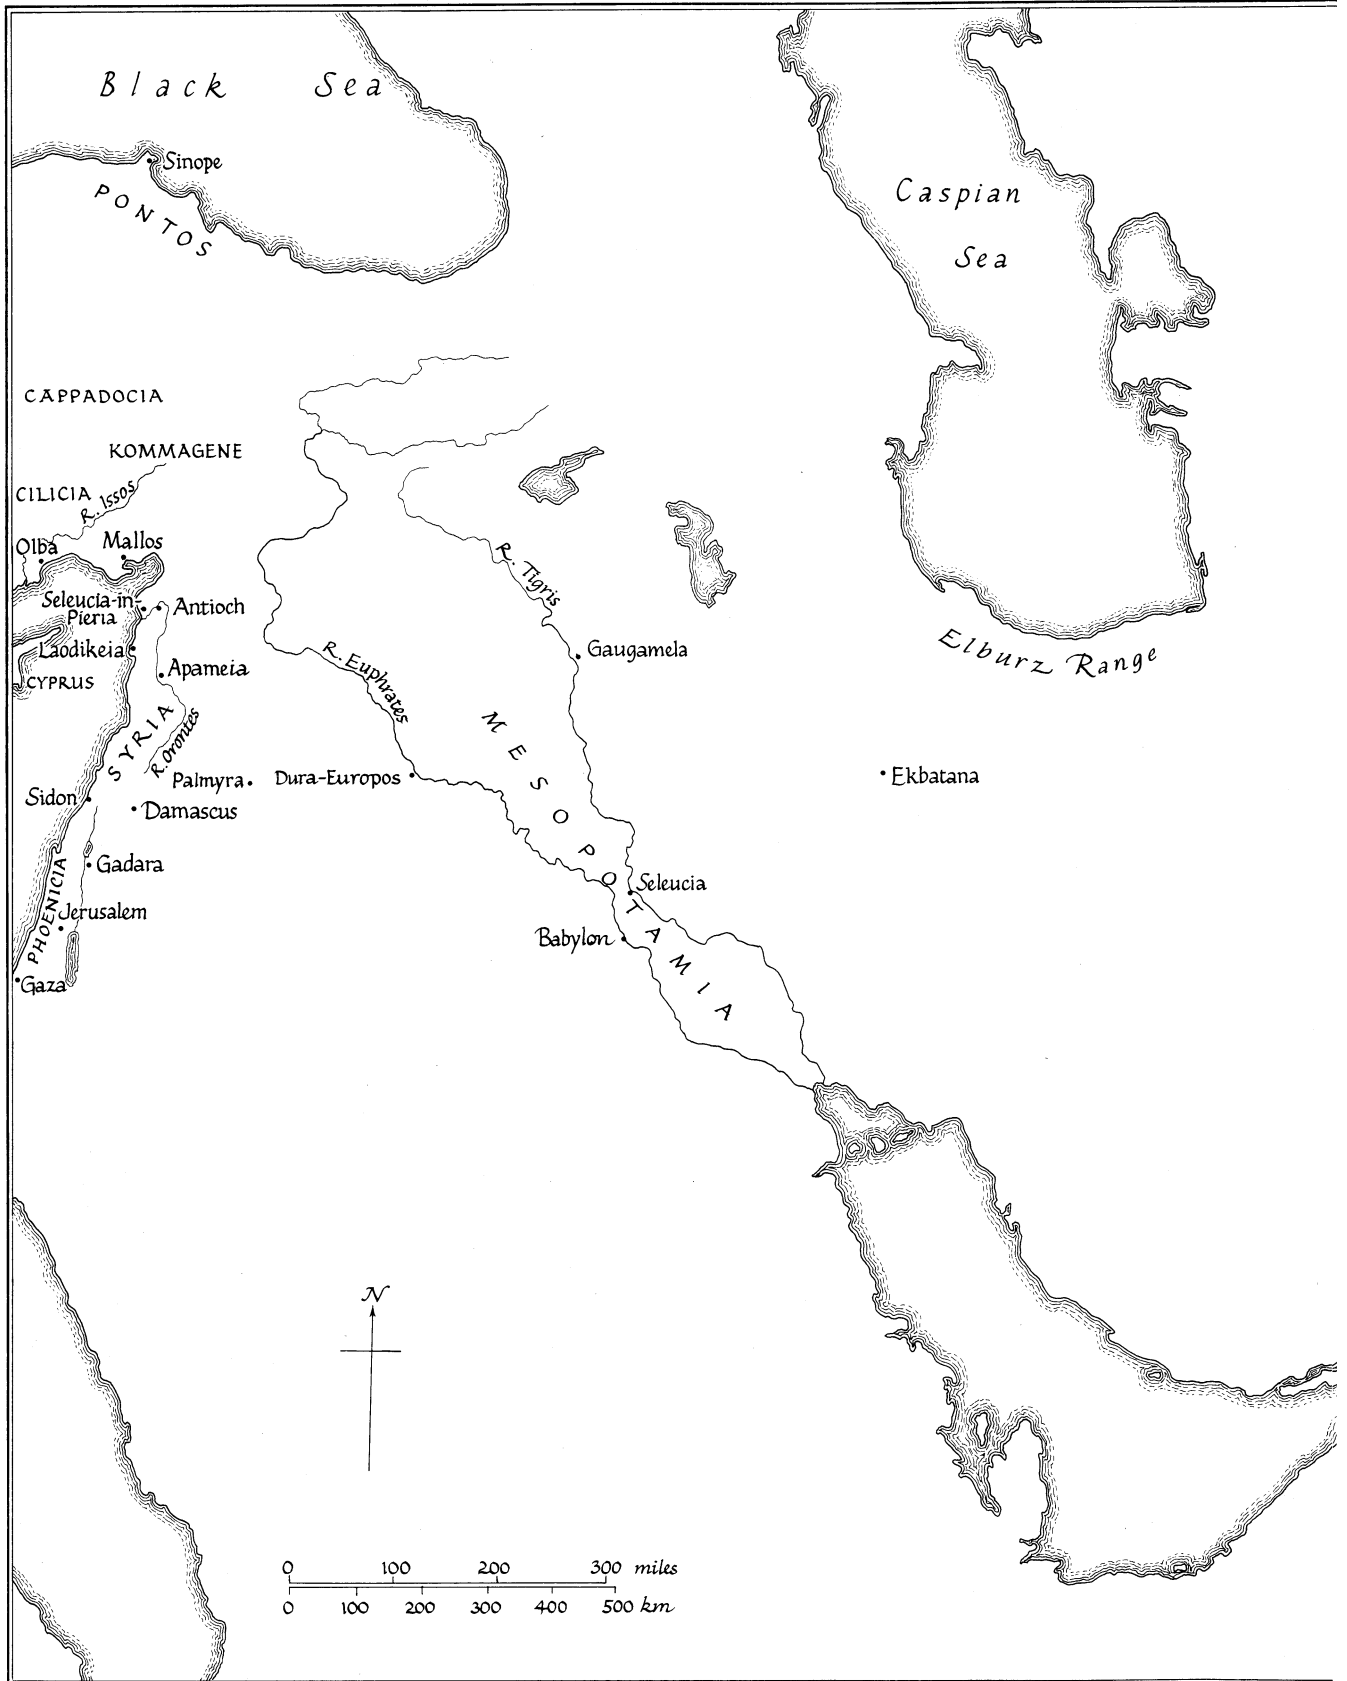 Black Sea
Sinope
PONTOS
Caspian
Sea
CAPPADOCIA
KOMMAGENE
CILICIA
R. Issos
Olba
Mallos
R. Tigris
Seleucia-in-
Pieria
Antioch
Laodikeia
Gaugamela
Elburz Range
Apameia
CYPRUS
R. Euphrates
SYRIA
R. Orontes
MESOPOTAMIA
Palmyra
Dura-Europos
Ekbatana
Sidon
Damascus
Gadara
PHOENICIA
Seleucia
Jerusalem
Babylon
Gaza
N
0 100 200 300 miles
0 100 200 300 400 500 km